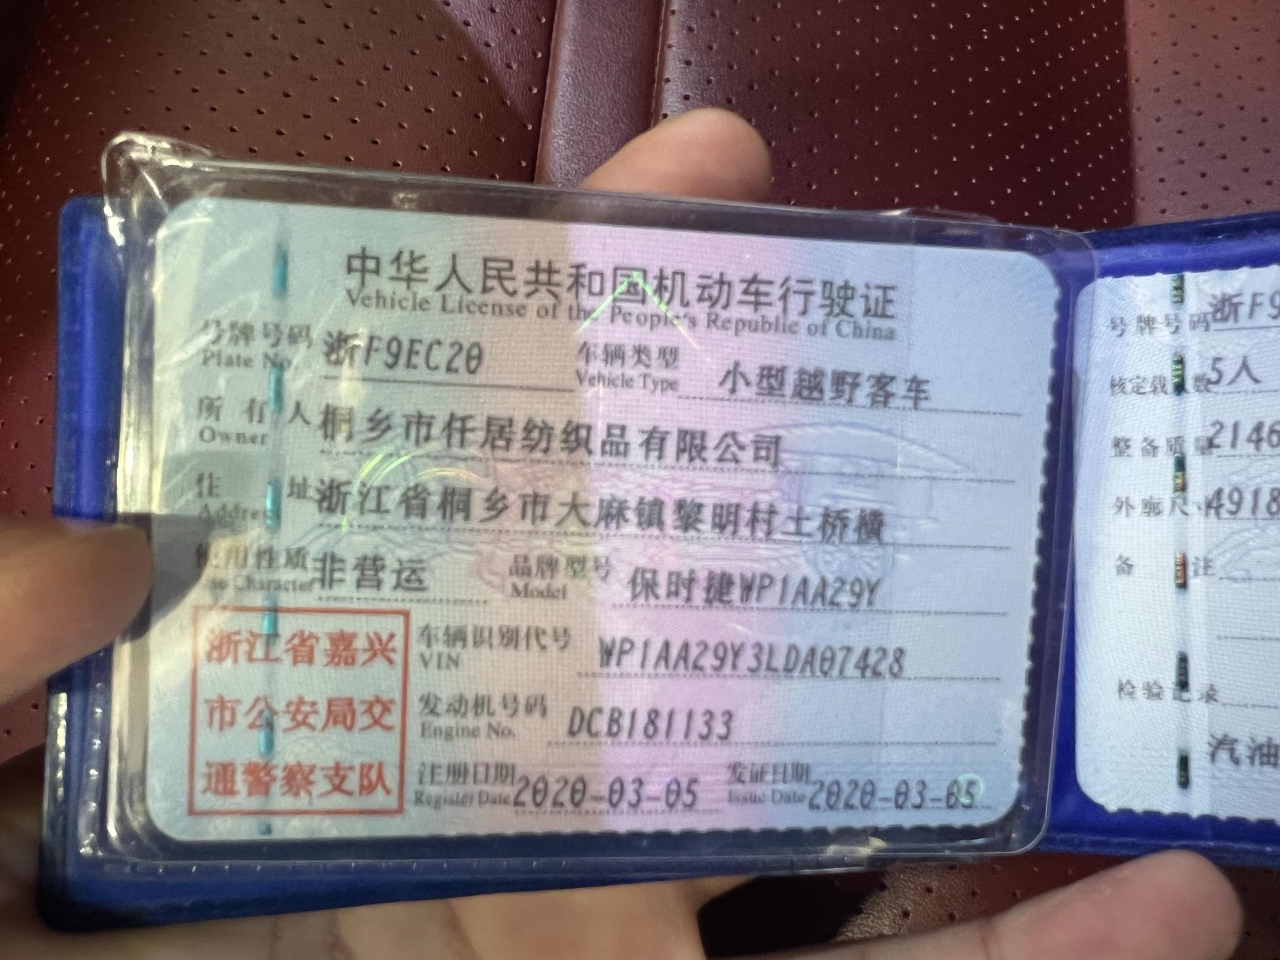 中华人民共和国机动车行驶证
Vehicle License of the People's Republic of China
号牌号码 浙F9EC20 车辆类型 小型越野客车
Plate No. Vehicle Type
所有人 桐乡市仟居纺织品有限公司
Owner
住址 浙江省桐乡市大麻镇黎明村土桥横
Address
使用性质 非营运 品牌型号 保时捷WP1AA29Y
Use Character Model
浙江省嘉兴
市公安局交
通警察支队
车辆识别代号 WP1AA29Y3LDA07428
VIN
发动机号码 DCB181133
Engine No.
注册日期 2020-03-05 发证日期 2020-03-05
Register Date Issue Date
号牌号码 浙F9
核定载人数 5人
整备质量 2146
外廓尺寸 4918
备注
检验记录
汽油